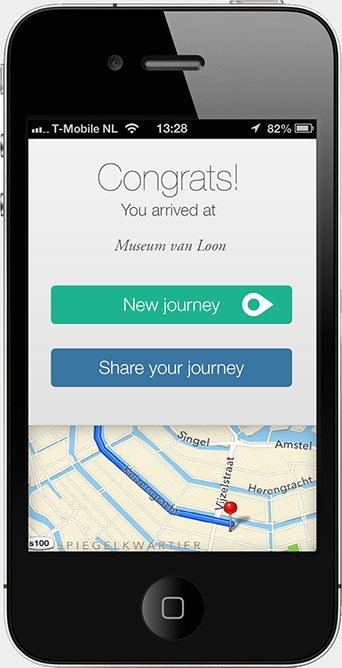 T-Mobile NL 13:28 82%
Congrats!
You arrived at
Museum van Loon
New journey
Share your journey
Singel
Amstel
Keizersgracht
Vijzelstraat
Herengracht
s100
SPIEGELKWARTIER